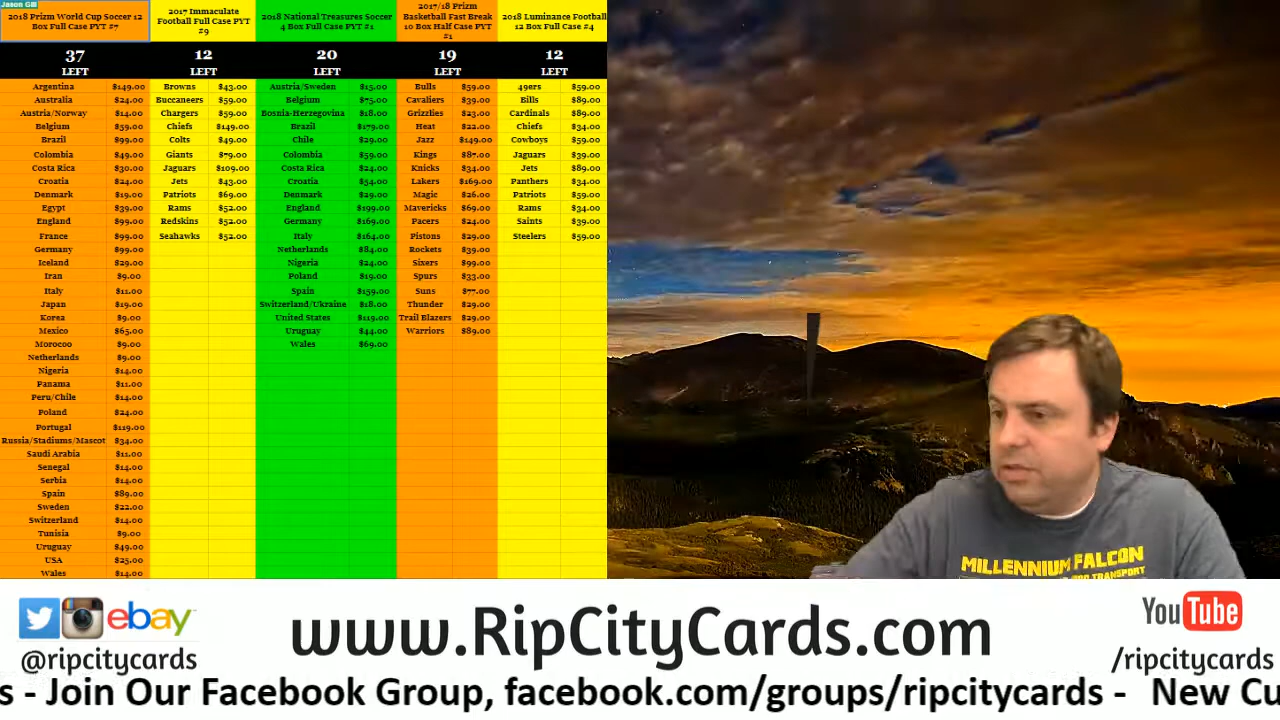 Jason Gill
2018 Prizm World Cup Soccer 12
Box Full Case PYT #7
37
LEFT
Argentina $149.00
Australia $24.00
Austria/Norway $14.00
Belgium $59.00
Brazil $99.00
Colombia $49.00
Costa Rica $30.00
Croatia $24.00
Denmark $19.00
Egypt $39.00
England $99.00
France $99.00
Germany $99.00
Iceland $29.00
Iran $9.00
Italy $11.00
Japan $19.00
Korea $9.00
Mexico $65.00
Morocoo $9.00
Netherlands $9.00
Nigeria $14.00
Panama $11.00
Peru/Chile $14.00
Poland $24.00
Portugal $119.00
Russia/Stadiums/Mascot $34.00
Saudi Arabia $11.00
Senegal $14.00
Serbia $14.00
Spain $89.00
Sweden $22.00
Switzerland $14.00
Tunisia $9.00
Uruguay $49.00
USA $25.00
Wales $14.00
2017 Immaculate
Football Full Case PYT
#9
12
LEFT
Browns $43.00
Buccaneers $59.00
Chargers $59.00
Chiefs $149.00
Colts $49.00
Giants $79.00
Jaguars $109.00
Jets $43.00
Patriots $69.00
Rams $52.00
Redskins $52.00
Seahawks $52.00
2018 National Treasures Soccer
4 Box Full Case PYT #1
20
LEFT
Austria/Sweden $15.00
Belgium $75.00
Bosnia-Herzegovina $18.00
Brazil $179.00
Chile $29.00
Colombia $59.00
Costa Rica $24.00
Croatia $54.00
Denmark $29.00
England $199.00
Germany $169.00
Italy $164.00
Netherlands $84.00
Nigeria $24.00
Poland $19.00
Spain $159.00
Switzerland/Ukraine $18.00
United States $119.00
Uruguay $44.00
Wales $69.00
2017/18 Prizm
Basketball Fast Break
10 Box Half Case PYT
#1
19
LEFT
Bulls $59.00
Cavaliers $39.00
Grizzlies $23.00
Heat $22.00
Jazz $149.00
Kings $87.00
Knicks $34.00
Lakers $169.00
Magic $26.00
Mavericks $69.00
Pacers $24.00
Pistons $29.00
Rockets $39.00
Sixers $99.00
Spurs $33.00
Suns $77.00
Thunder $29.00
Trail Blazers $29.00
Warriors $89.00
2018 Luminance Football
12 Box Full Case #4
12
LEFT
49ers $59.00
Bills $89.00
Cardinals $89.00
Chiefs $34.00
Cowboys $59.00
Jaguars $39.00
Jets $89.00
Panthers $34.00
Patriots $59.00
Rams $34.00
Saints $39.00
Steelers $59.00
MILLENNIUM FALCON
TRANSPORT
ebay
@ripcitycards
www.RipCityCards.com
YouTube
/ripcitycards
s - Join Our Facebook Group, facebook.com/groups/ripcitycards - New Cu